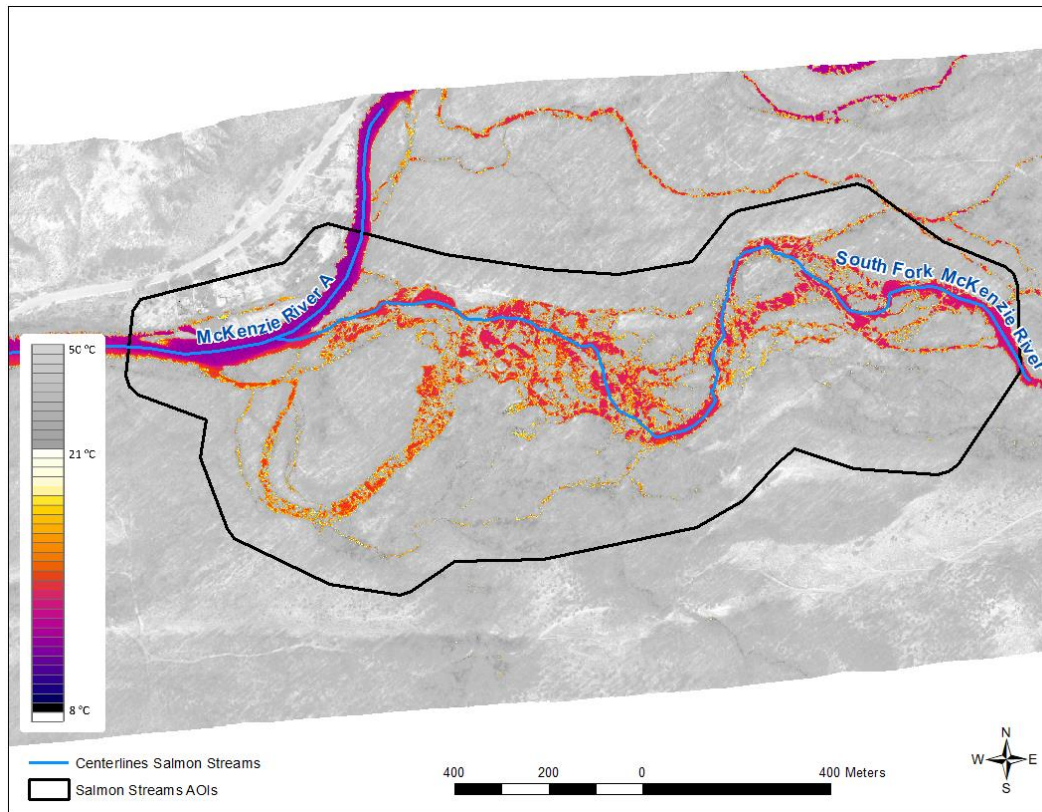 McKenzie River A
South Fork McKenzie River
50 °C
21 °C
8 °C
Centerlines Salmon Streams
Salmon Streams AOIs
400 200 0 400 Meters
N
W E
S